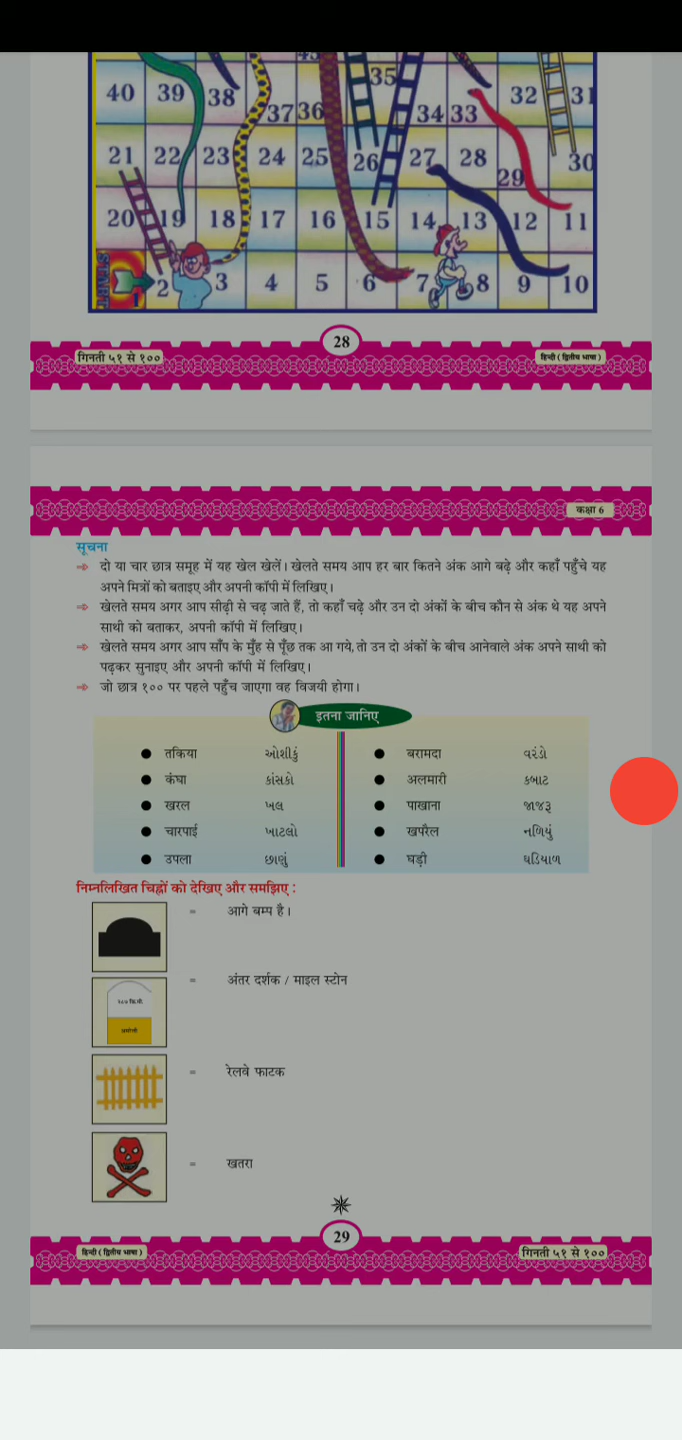 35
40 39 38 37 36 34 33 32 31
21 22 23 24 25 26 27 28 29 30
20 19 18 17 16 15 14 13 12 11
START 1 2 3 4 5 6 7 8 9 10
28
गिनती ५१ से १०० हिन्दी ( द्वितीय भाषा )
कक्षा 6
सूचना
दो या चार छात्र समूह में यह खेल खेलें। खेलते समय आप हर बार कितने अंक आगे बढ़े और कहाँ पहुँचे यह
अपने मित्रों को बताइए और अपनी कॉपी में लिखिए।
खेलते समय अगर आप सीढ़ी से चढ़ जाते हैं, तो कहाँ चढ़े और उन दो अंकों के बीच कौन से अंक थे यह अपने
साथी को बताकर, अपनी कॉपी में लिखिए।
खेलते समय अगर आप साँप के मुँह से पूँछ तक आ गये, तो उन दो अंकों के बीच आनेवाले अंक अपने साथी को
पढ़कर सुनाइए और अपनी कॉपी में लिखिए।
जो छात्र १०० पर पहले पहुँच जाएगा वह विजयी होगा।
इतना जानिए
● तकिया ઓશીકું ● बरामदा વરંડો
● कंघा કાંસકો ● अलमारी કબાટ
● खरल ખલ ● पाखाना જાજરૂ
● चारपाई ખાટલો ● खपरैल નળિયું
● उपला છાણું ● घड़ी ઘડિયાળ
निम्नलिखित चिह्नों को देखिए और समझिए :
= आगे बम्प है।
= अंतर दर्शक / माइल स्टोन
= रेलवे फाटक
= खतरा
29
हिन्दी ( द्वितीय भाषा ) गिनती ५१ से १००